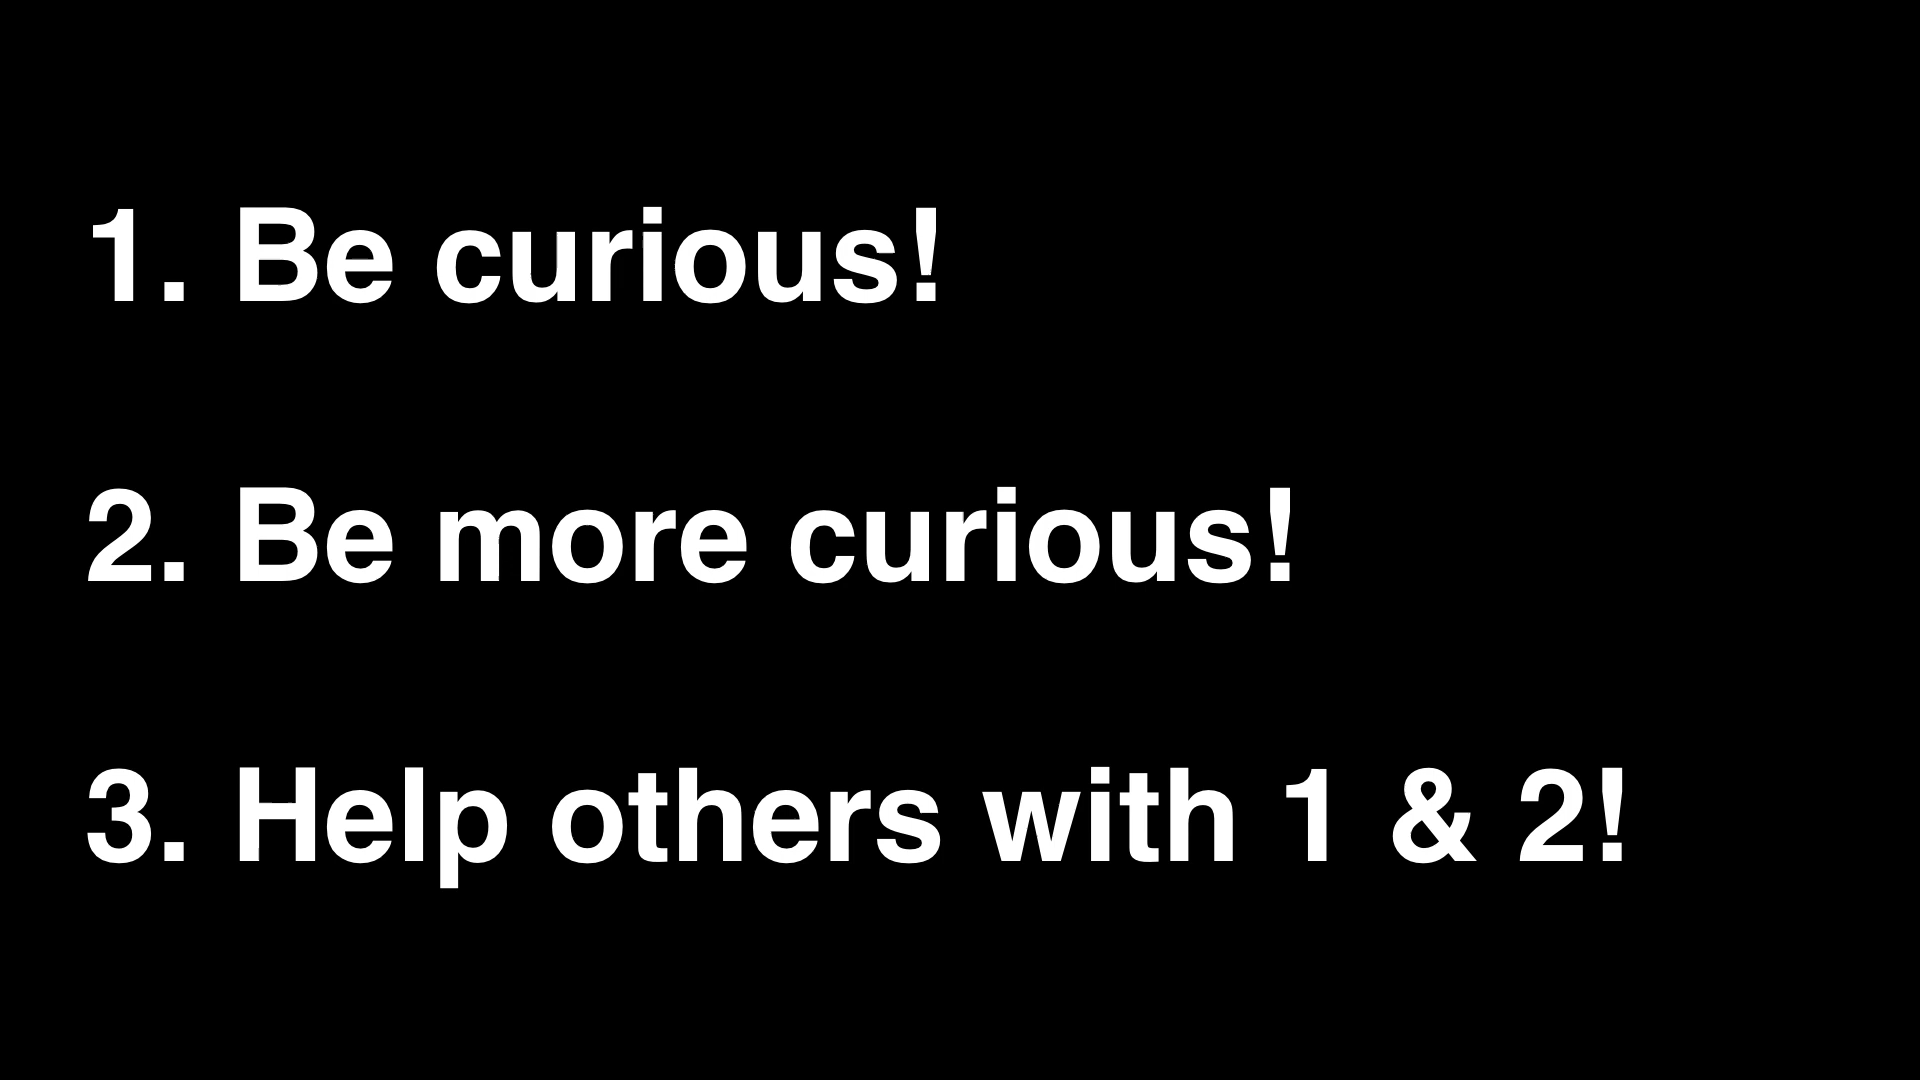 1. Be curious!
2. Be more curious!
3. Help others with 1 & 2!